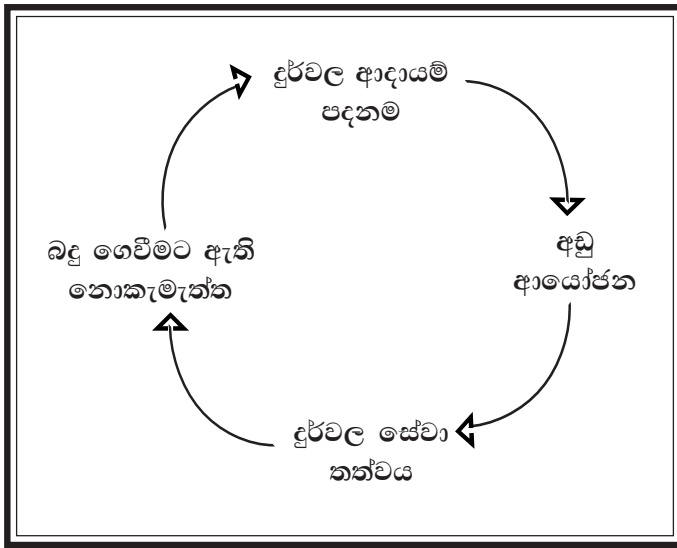 දුර්වල ආදායම්
පදනම
අඩු
ආයෝජන
දුර්වල සේවා
තත්වය
බදු ගෙවීමට ඇති
නොකැමැත්ත